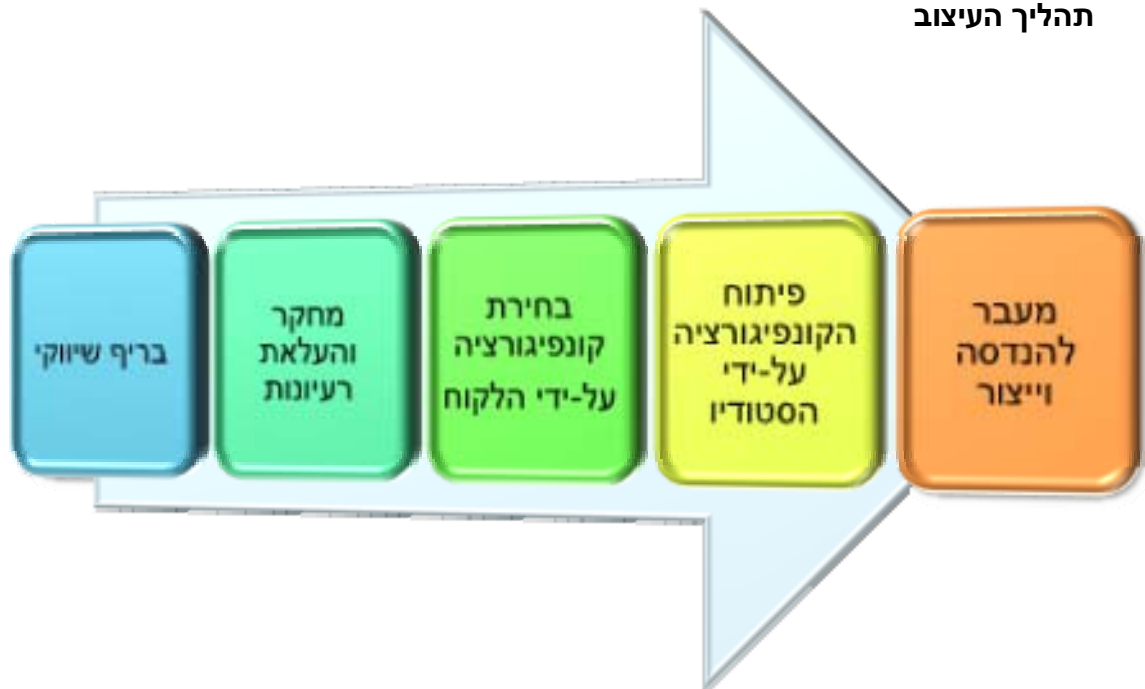 תהליך העיצוב
בריף שיווקי
מחקר
והעלאת
רעיונות
בחירת
קונפיגורציה
על-ידי הלקוח
פיתוח
הקונפיגורציה
על-ידי
הסטודיו
מעבר
להנדסה
וייצור